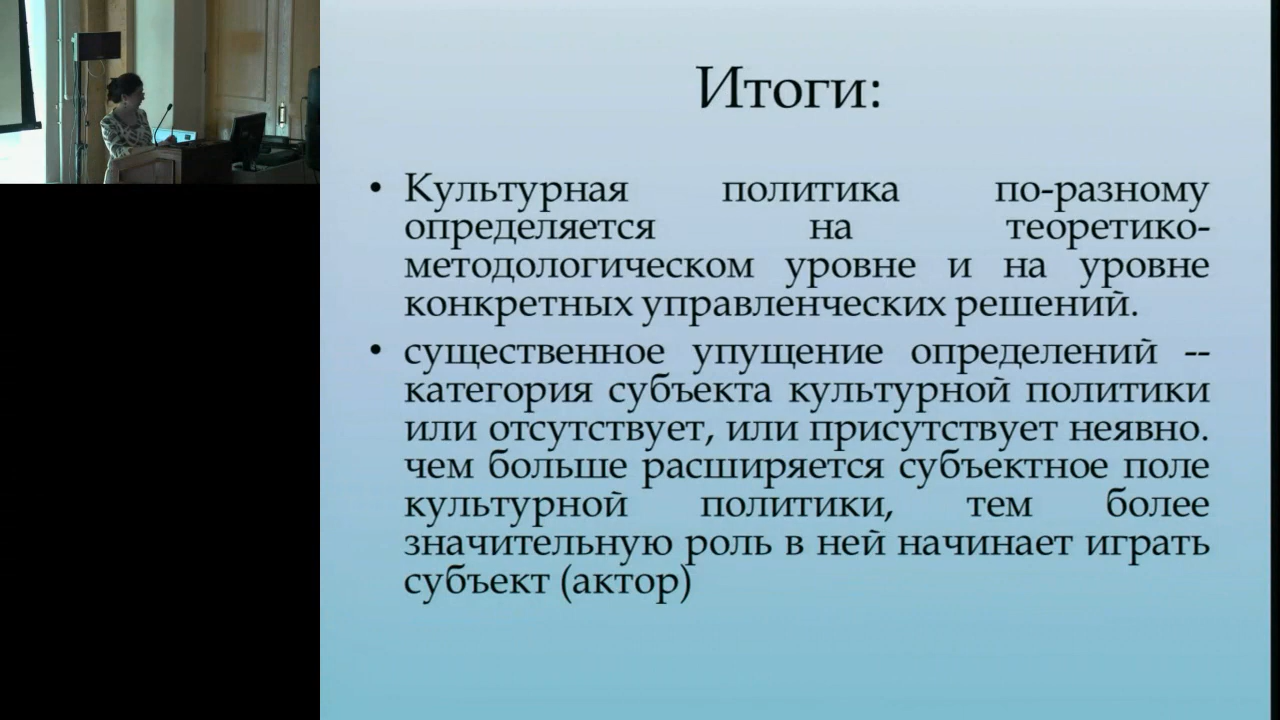 Итоги:
• Культурная политика по-разному
определяется на теоретико-
методологическом уровне и на уровне
конкретных управленческих решений.
• существенное упущение определений --
категория субъекта культурной политики
или отсутствует, или присутствует неявно.
чем больше расширяется субъектное поле
культурной политики, тем более
значительную роль в ней начинает играть
субъект (актор)